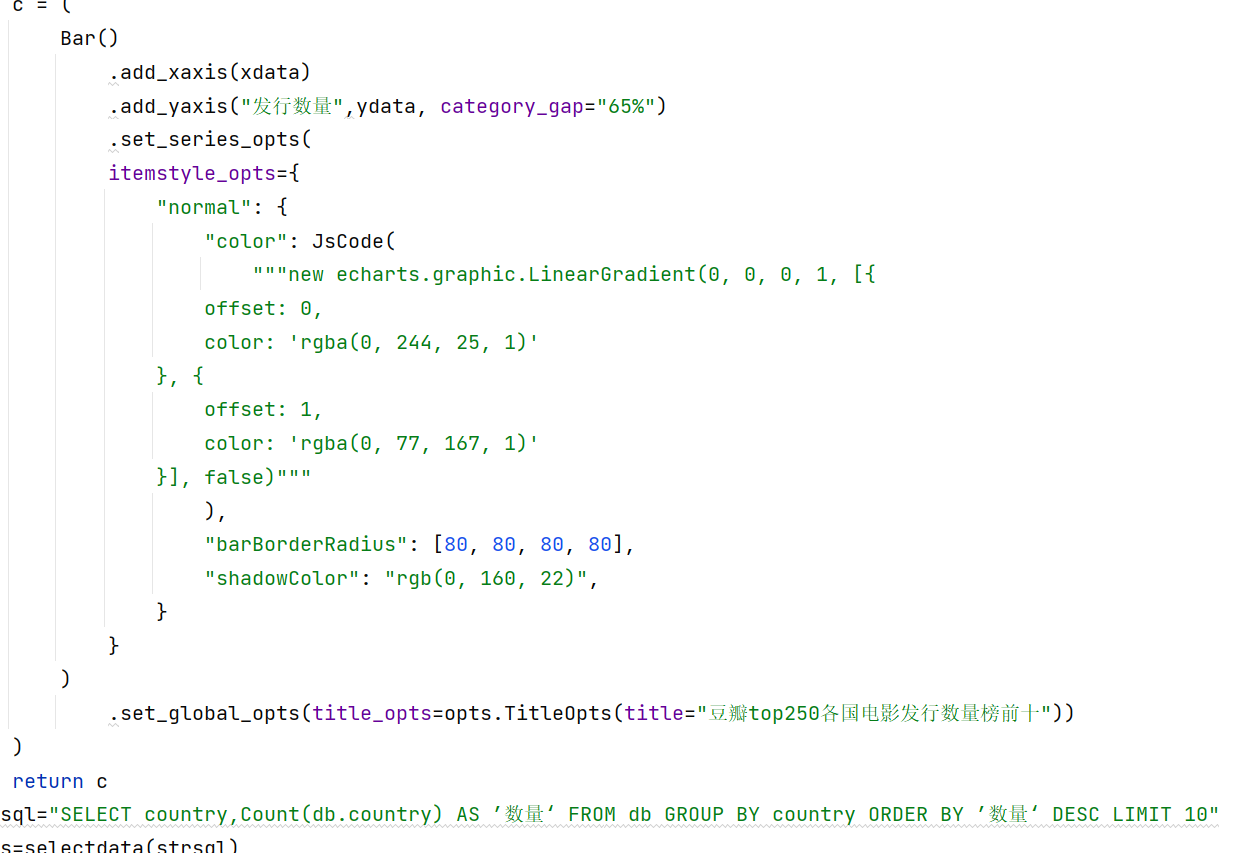 c = (
Bar()
.add_xaxis(xdata)
.add_yaxis("发行数量",ydata, category_gap="65%")
.set_series_opts(
itemstyle_opts={
"normal": {
"color": JsCode(
"""new echarts.graphic.LinearGradient(0, 0, 0, 1, [{
offset: 0,
color: 'rgba(0, 244, 25, 1)'
}, {
offset: 1,
color: 'rgba(0, 77, 167, 1)'
}], false)"""
),
"barBorderRadius": [80, 80, 80, 80],
"shadowColor": "rgb(0, 160, 22)",
}
}
)
.set_global_opts(title_opts=opts.TitleOpts(title="豆瓣top250各国电影发行数量榜前十"))
)
return c
sql="SELECT country,Count(db.country) AS ’数量‘ FROM db GROUP BY country ORDER BY ’数量‘ DESC LIMIT 10"
s=selectdata(strsql)